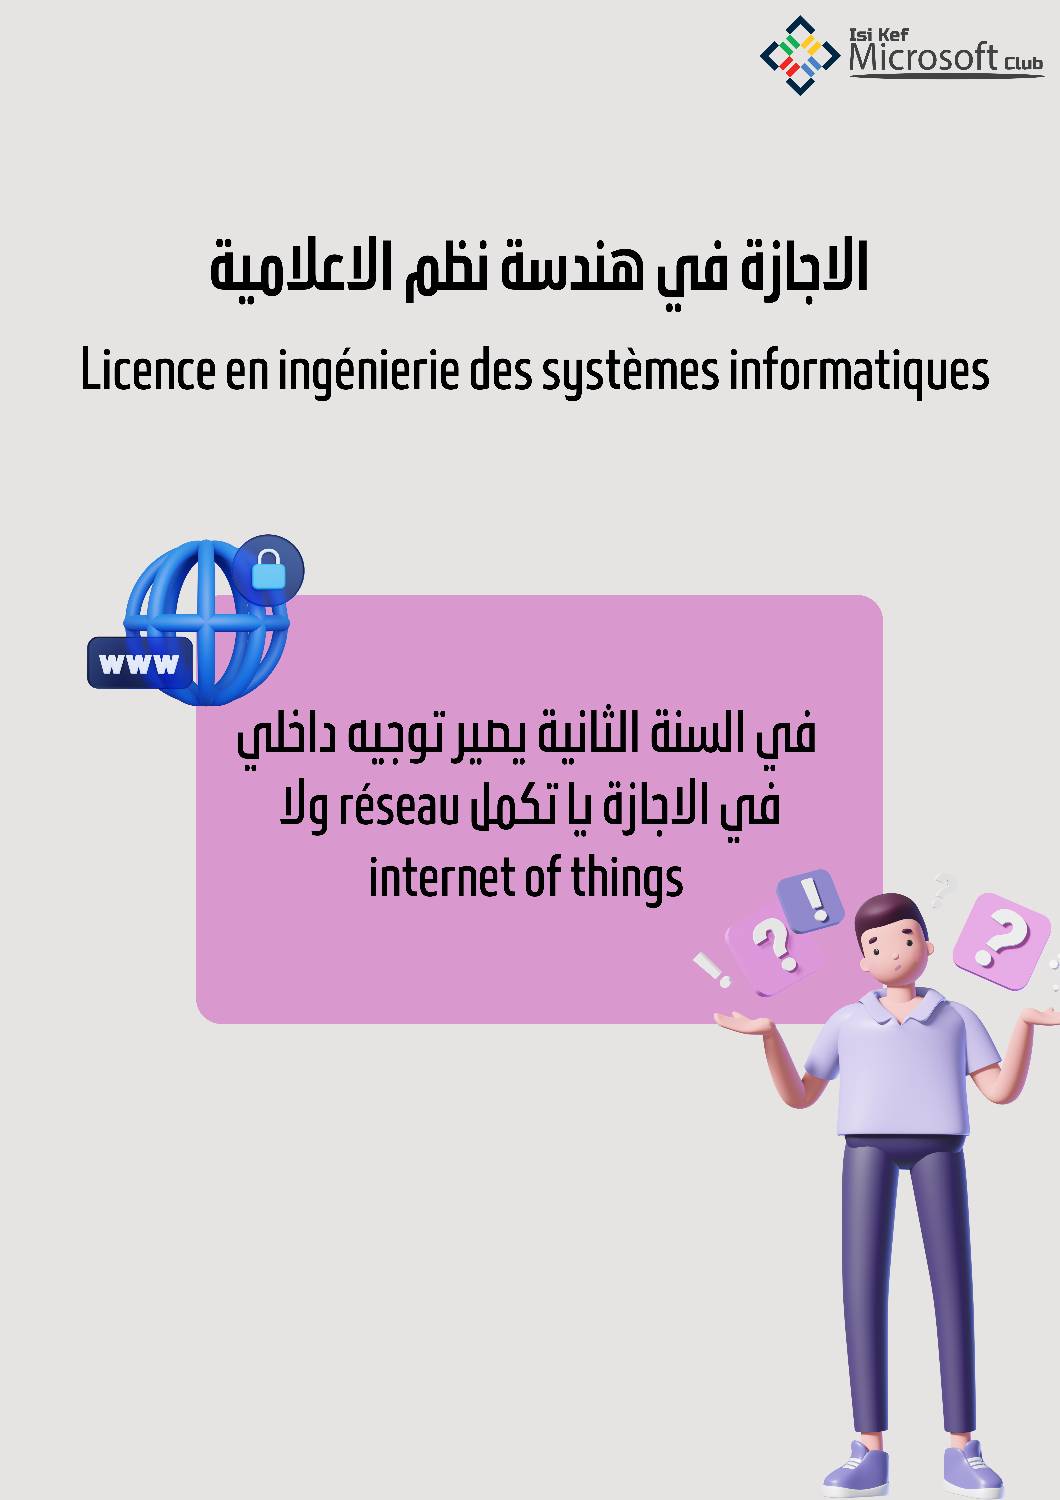 Isi Kef
Microsoft Club
الاجازة في هندسة نظم الاعلامية
Licence en ingénierie des systèmes informatiques
www
في السنة الثانية يصير توجيه داخلي
في الاجازة يا تكمل réseau ولا
internet of things
! ? ! ? ?